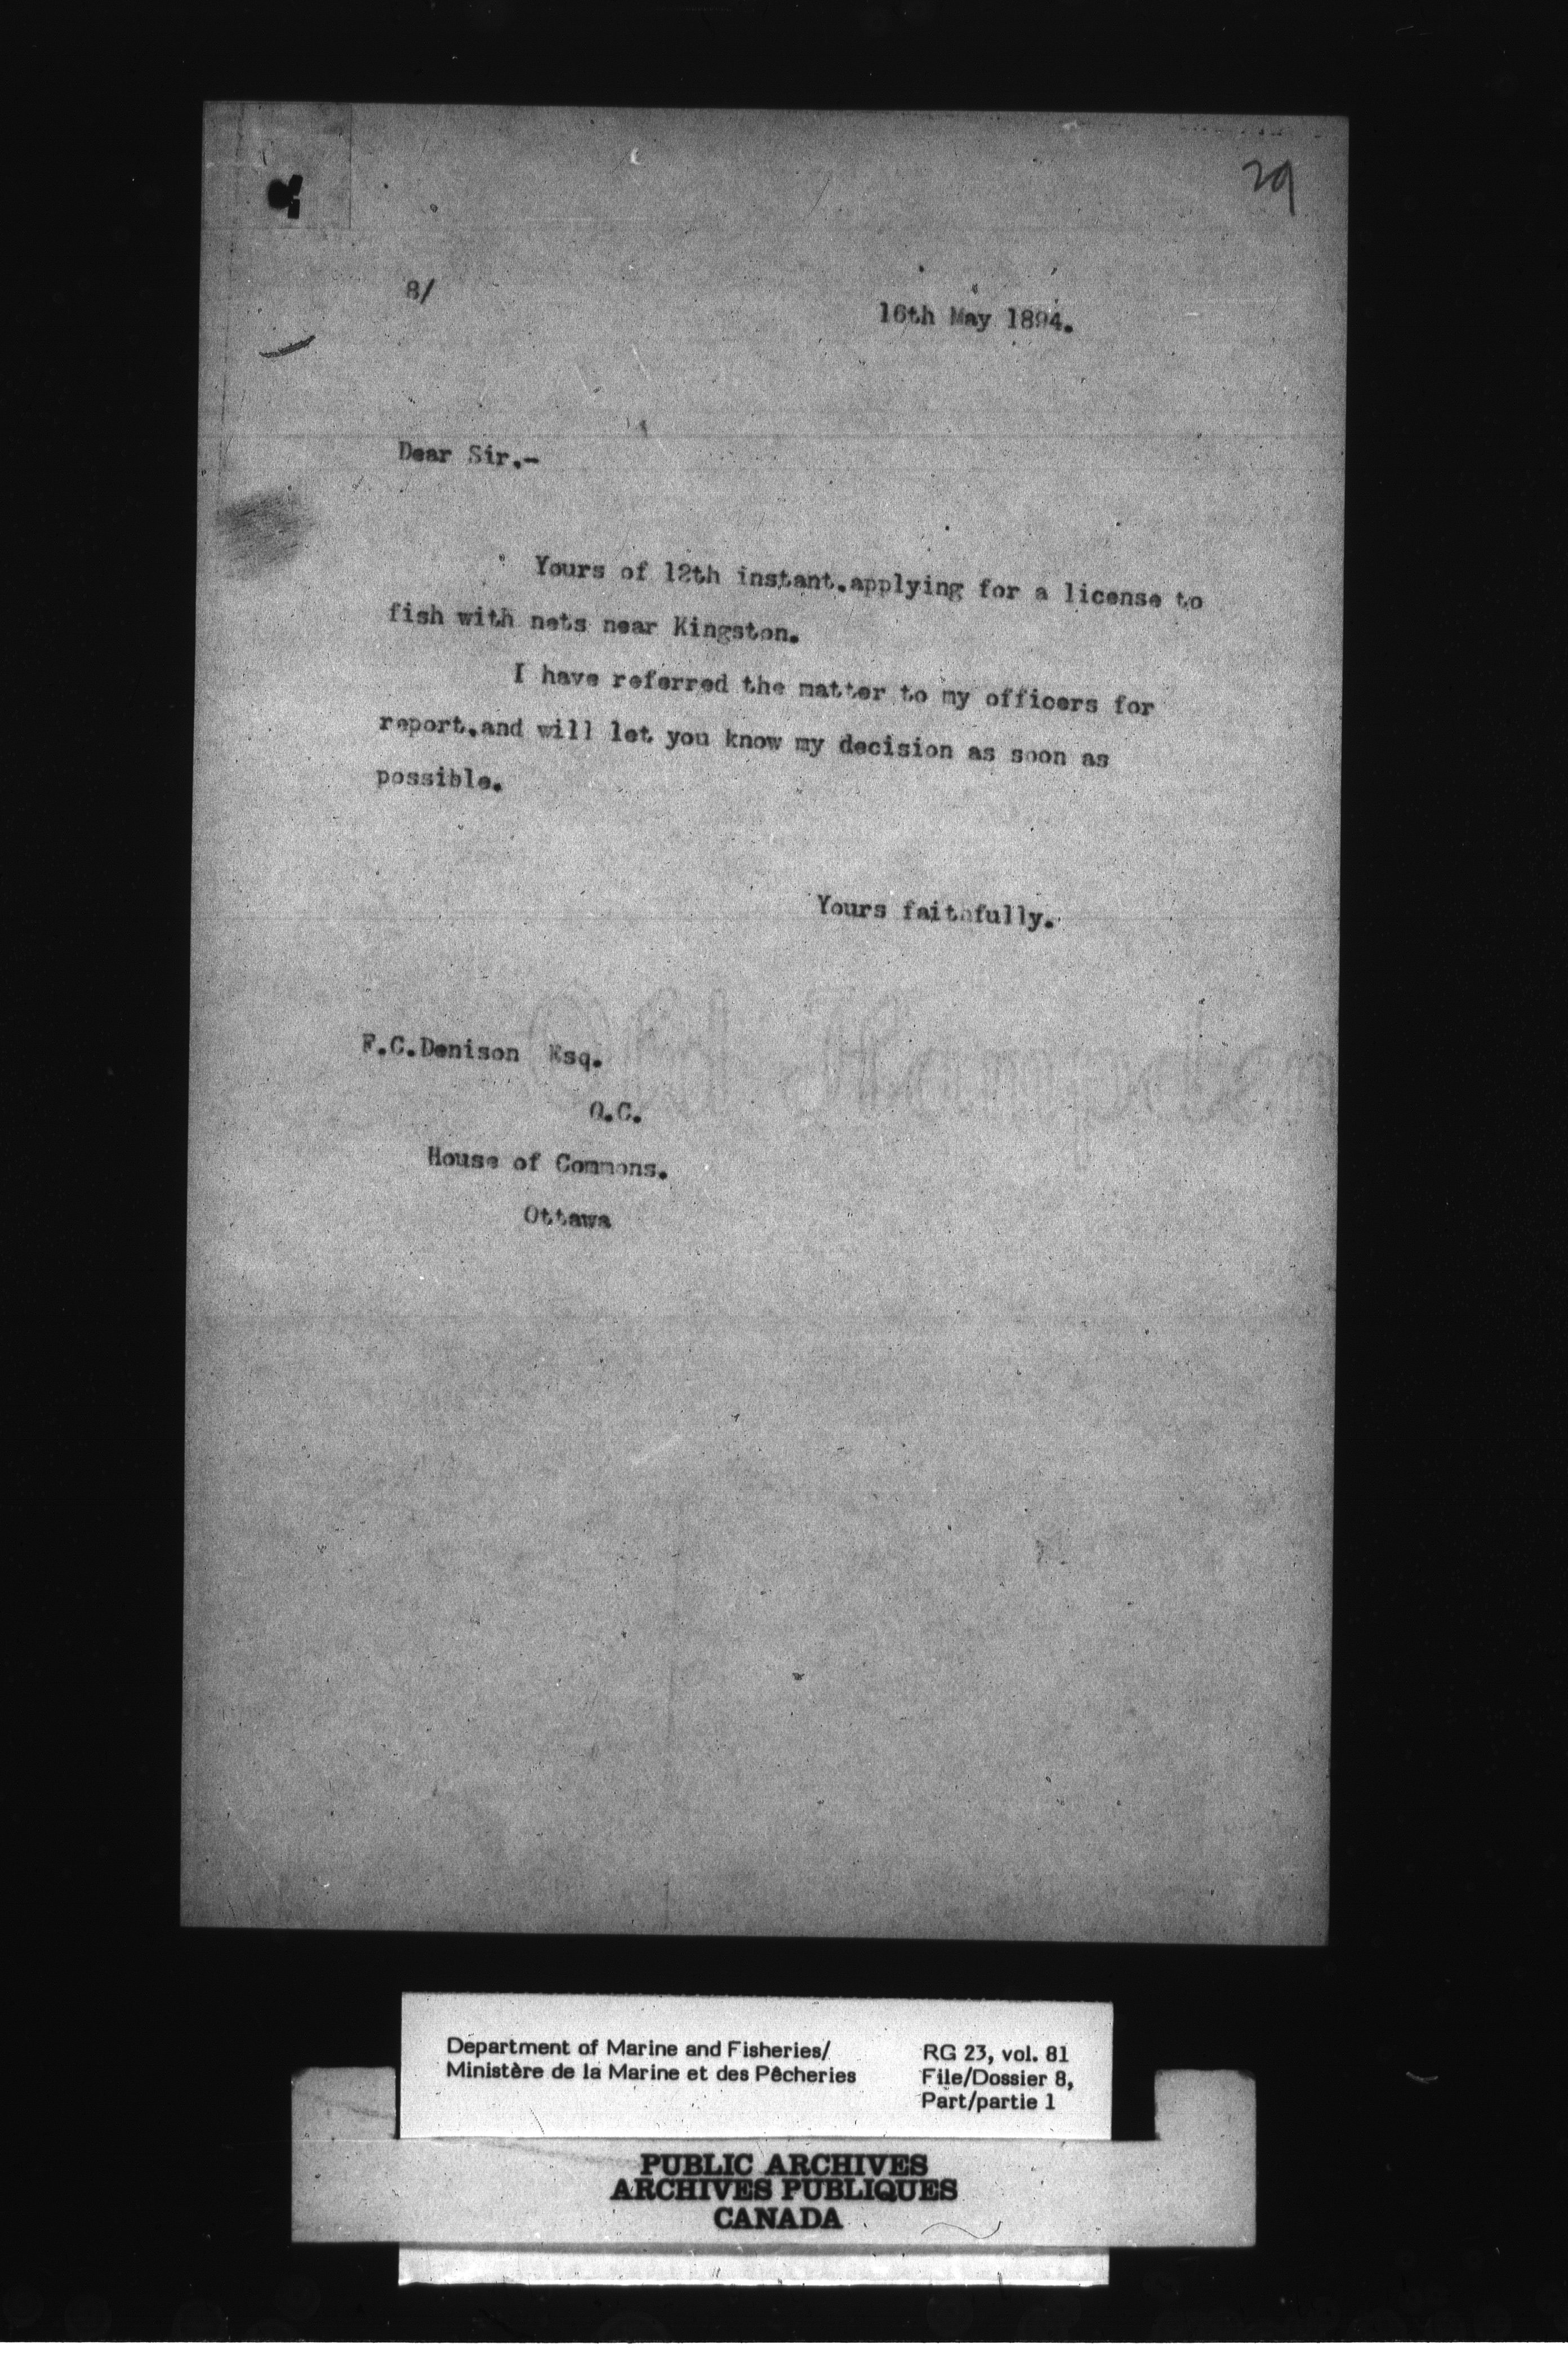 29
8/
16th May 1894.
Dear Sir.-
Yours of 12th instant.applying for a license to
fish with nets near Kingston.
I have referred the matter to my officers for
report.and will let you know my decision as soon as
possible.
Yours faithfully.
F.C.Denison Esq.
Q.C.
House of Commons.
Ottawa
Department of Marine and Fisheries/
Ministère de la Marine et des Pêcheries
RG 23, vol. 81
File/Dossier 8,
Part/partie 1
PUBLIC ARCHIVES
ARCHIVES PUBLIQUES
CANADA